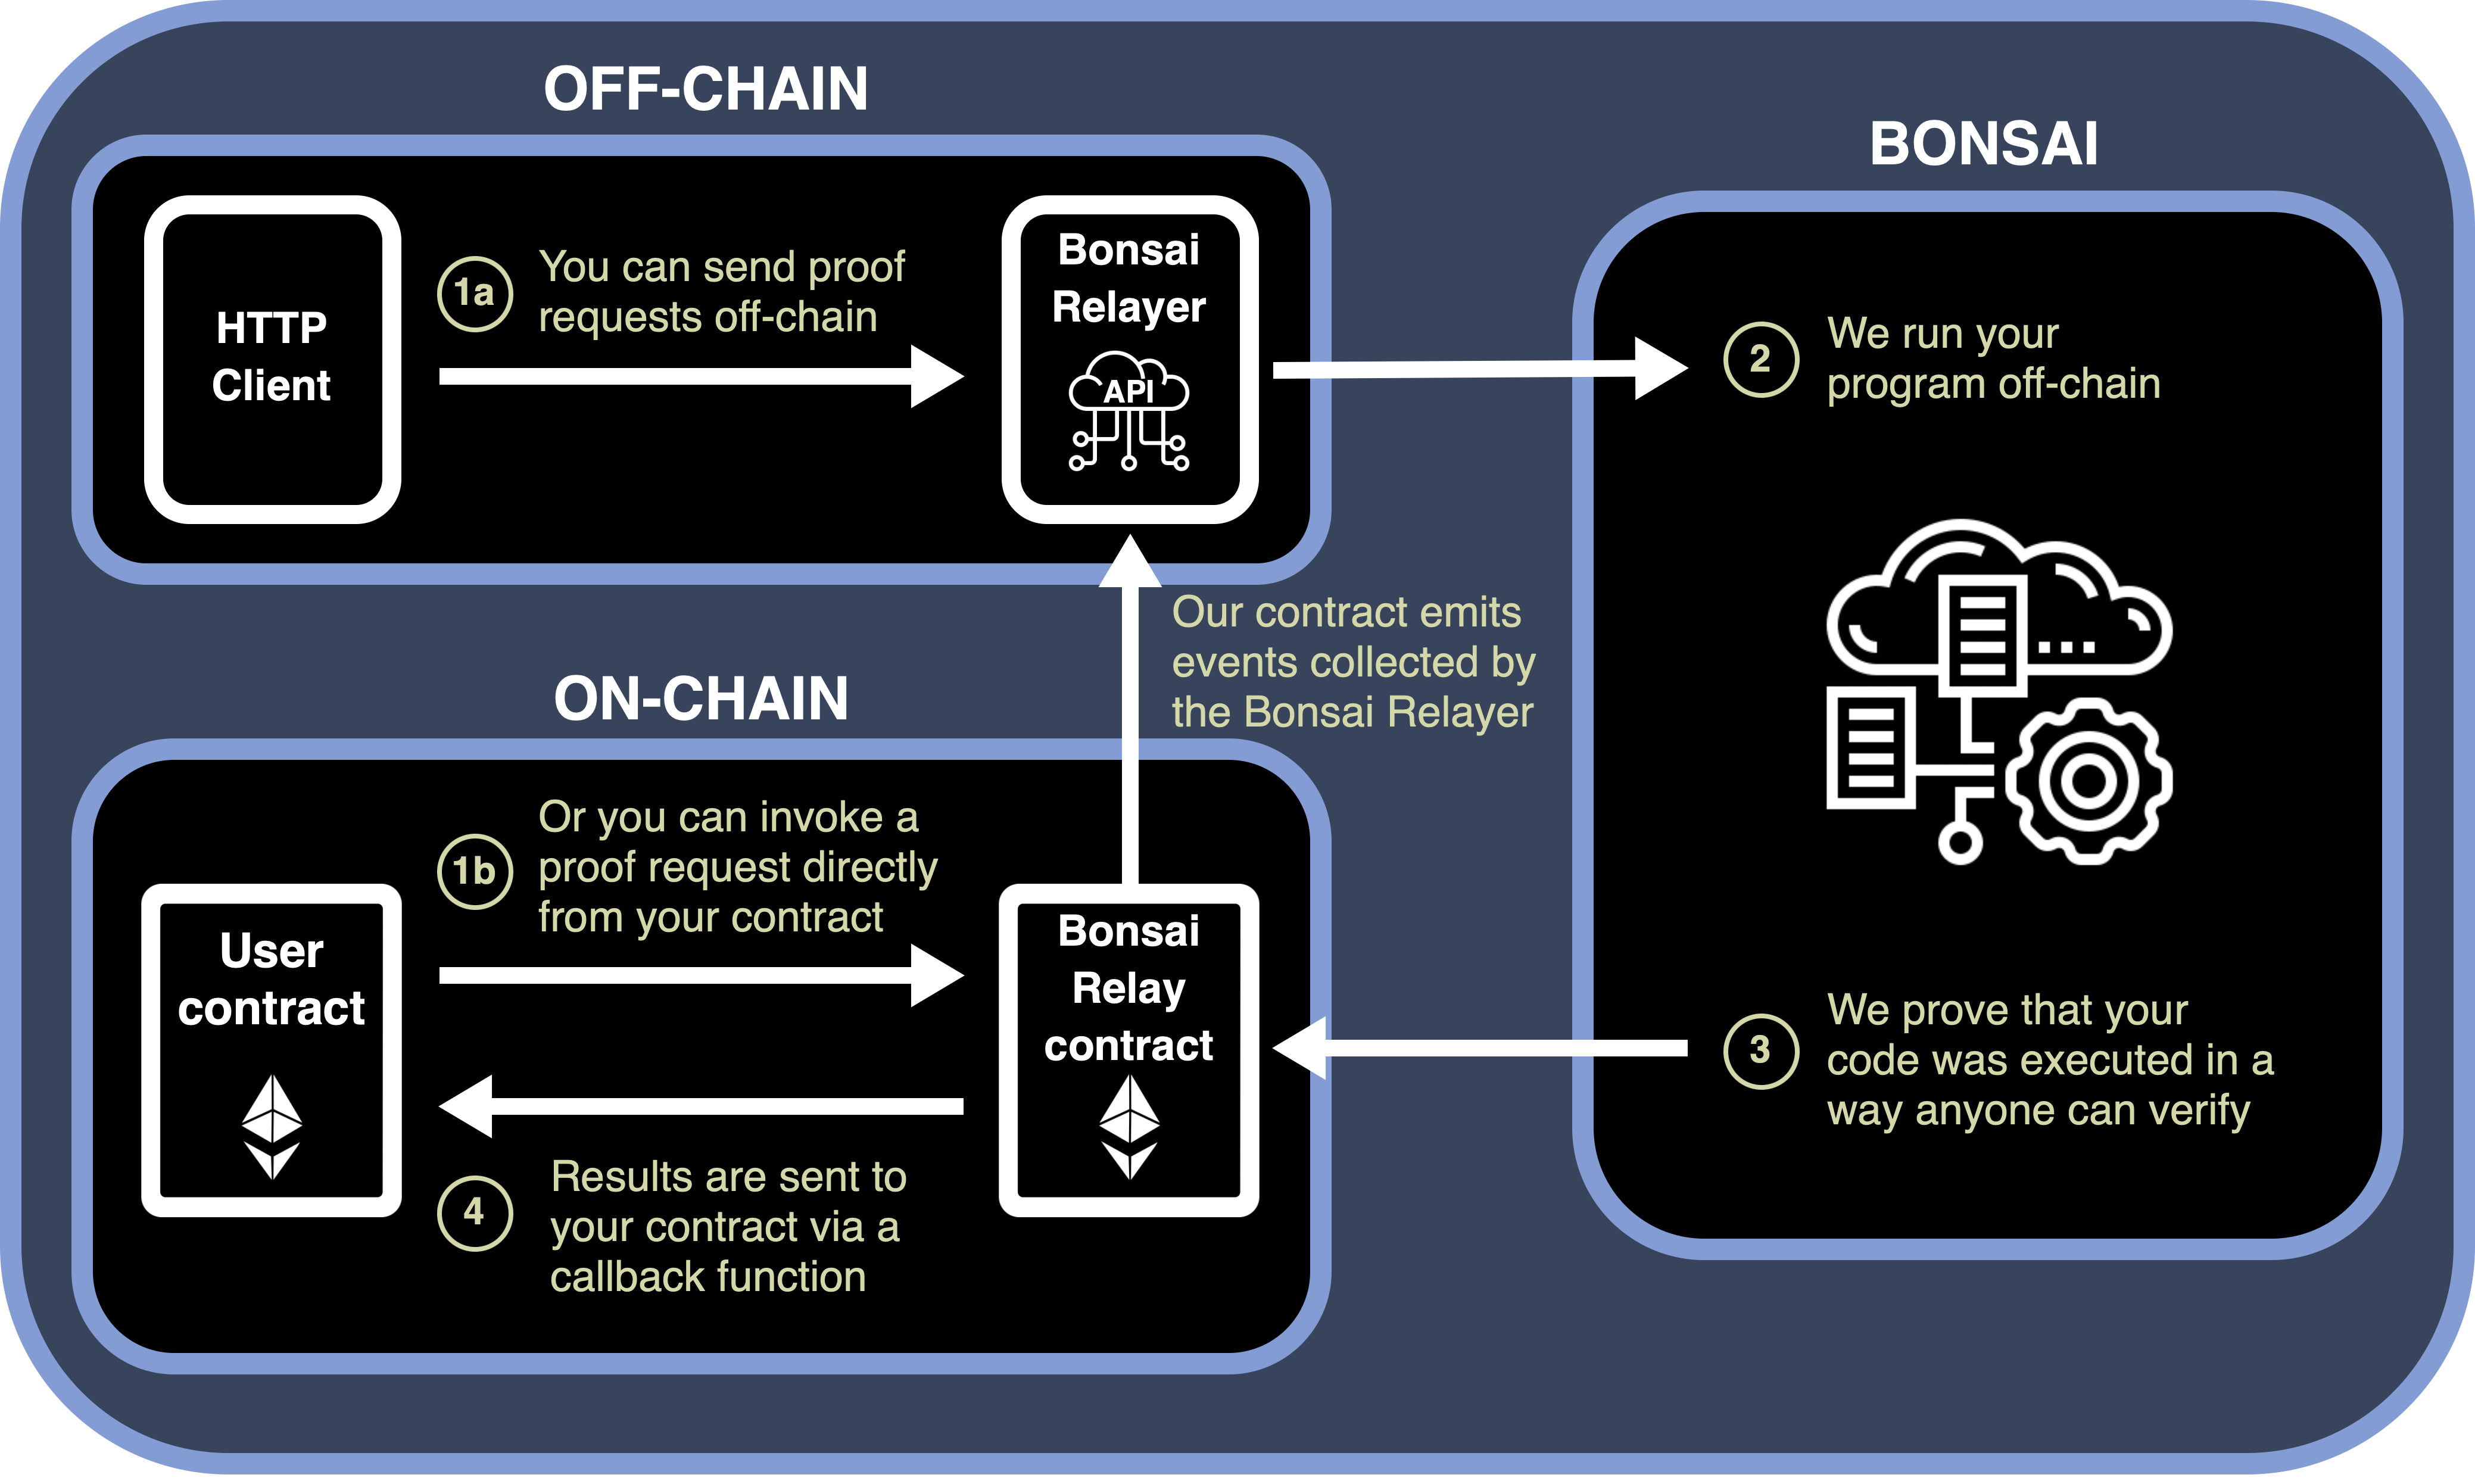 OFF-CHAIN
HTTP
Client
1a
You can send proof
requests off-chain
Bonsai
Relayer
API
BONSAI
2
We run your
program off-chain
Our contract emits
events collected by
the Bonsai Relayer
ON-CHAIN
User
contract
1b
Or you can invoke a
proof request directly
from your contract
Bonsai
Relay
contract
3
We prove that your
code was executed in a
way anyone can verify
4
Results are sent to
your contract via a
callback function